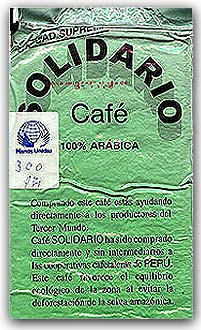 SOLIDARIO
Café
100% ARÁBICA
Manos Unidas
300
Comprando este café estás ayudando
directamente a los productores del
Tercer Mundo.
Café SOLIDARIO ha sido comprado
directamente y sin intermediarios a
las cooperativas cafetaleras de PERÚ.
Este café favorece el equilibrio
ecológico de la zona al evitar la
deforestación de la selva amazónica.